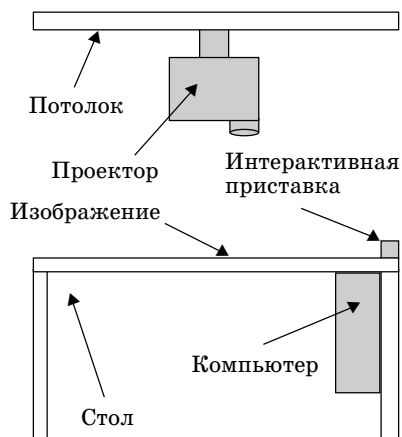 Потолок
Проектор
Интерактивная
приставка
Изображение
Компьютер
Стол